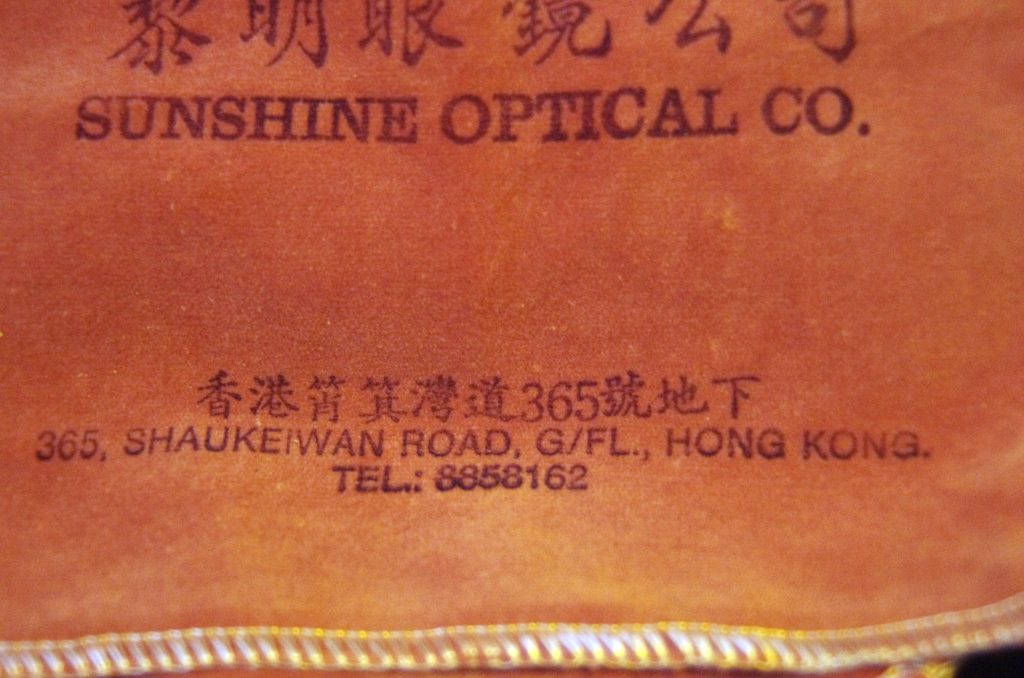 黎明眼鏡公司
SUNSHINE OPTICAL CO.
香港筲箕灣道365號地下
365, SHAUKEIWAN ROAD, G/FL., HONG KONG.
TEL.: 8858162